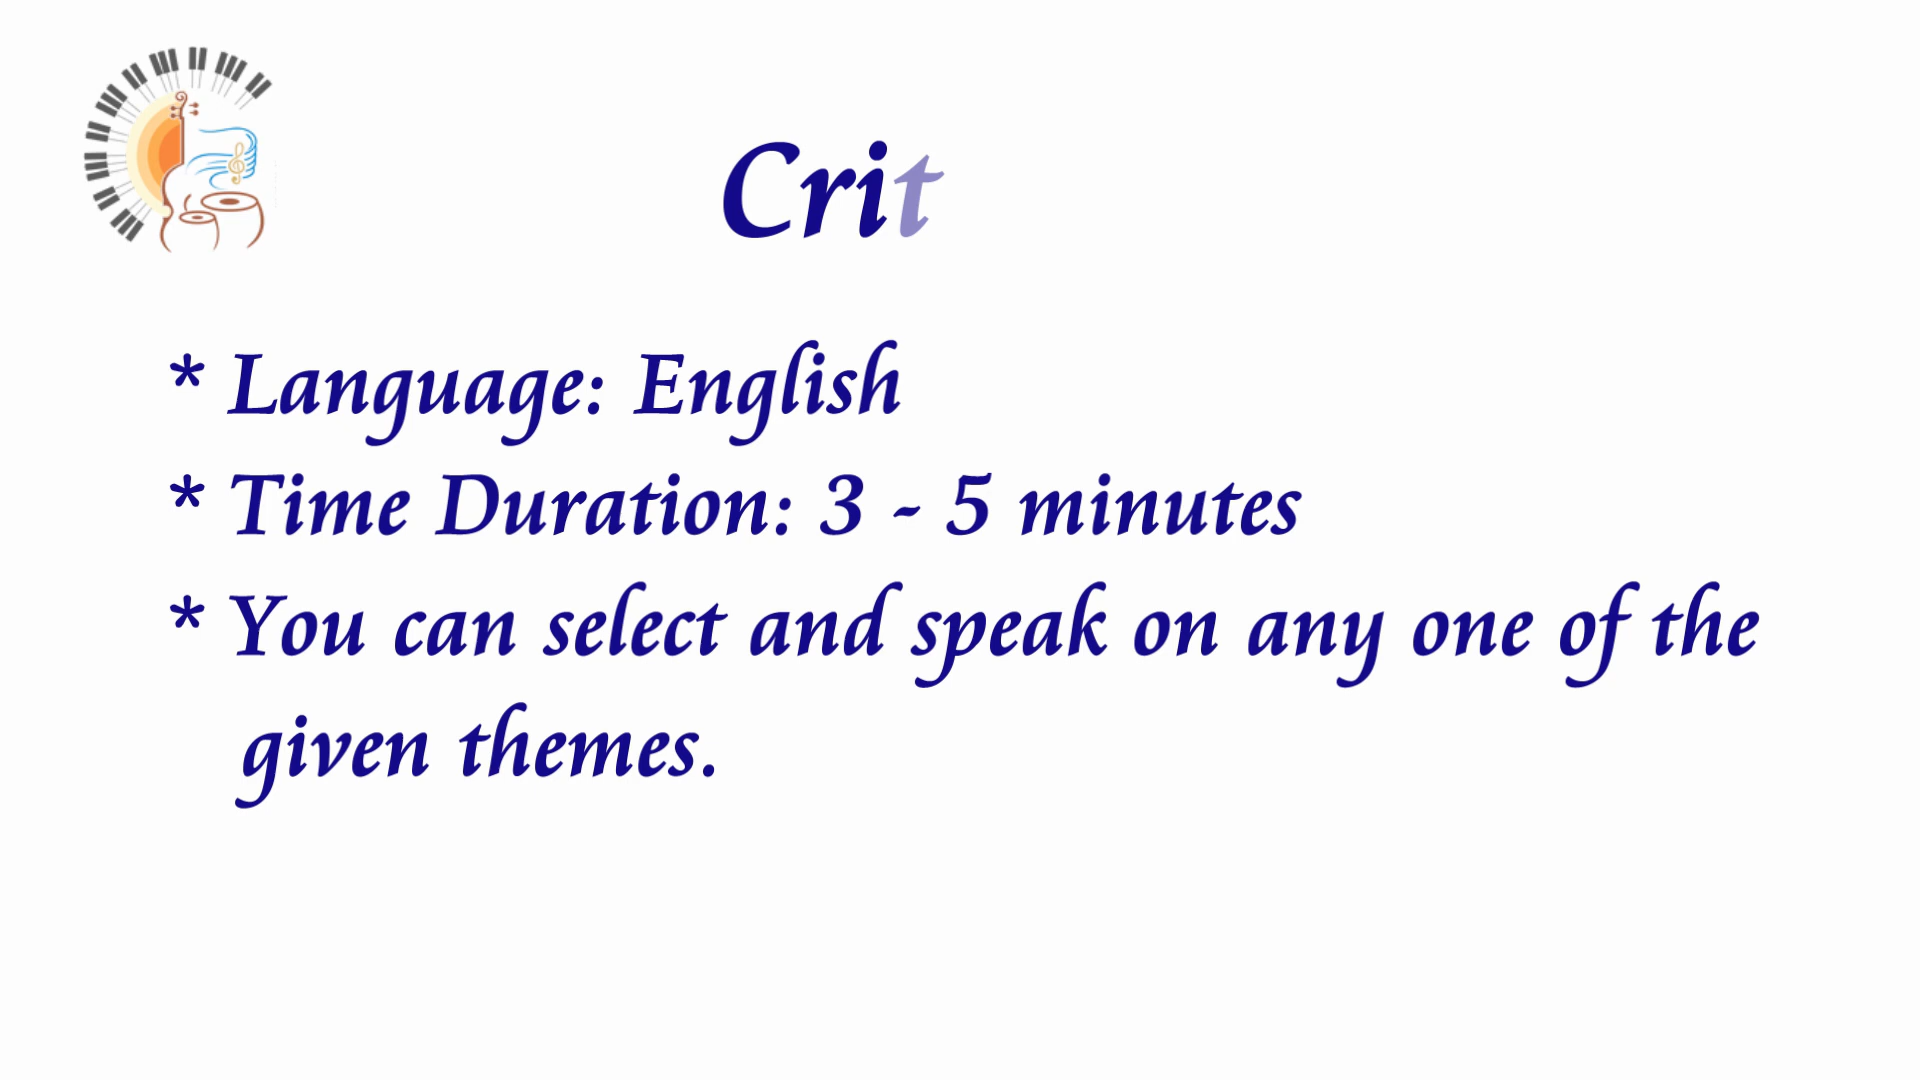 Crit
* Language: English
* Time Duration: 3 - 5 minutes
* You can select and speak on any one of the
given themes.